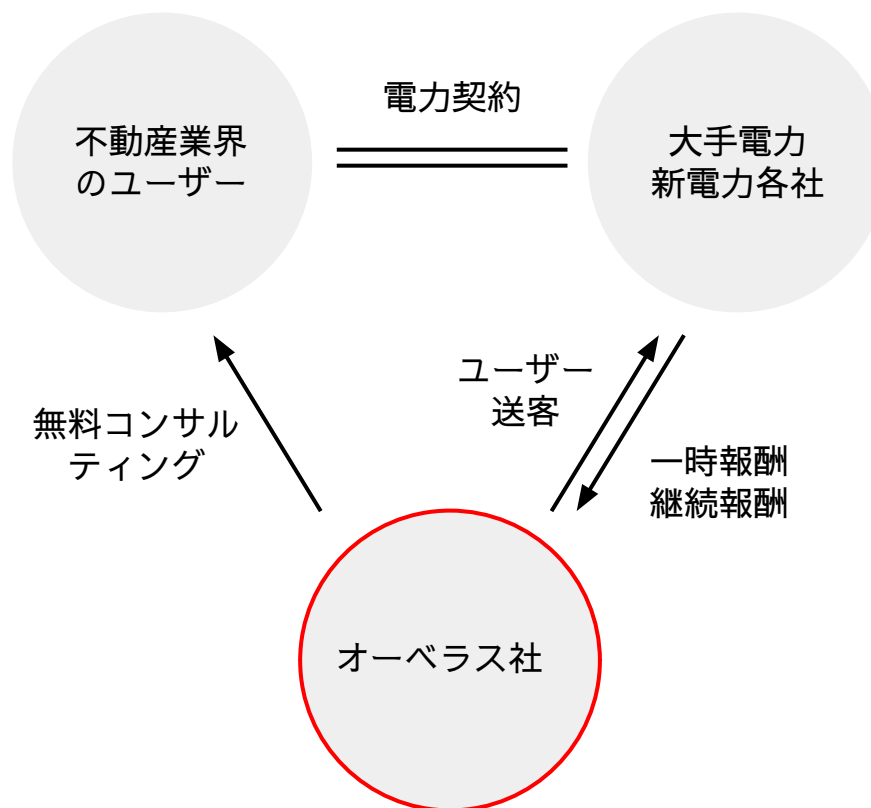 電力契約
不動産業界
のユーザー
大手電力
新電力各社
ユーザー
送客
無料コンサル
ティング
一時報酬
継続報酬
オーベラス社